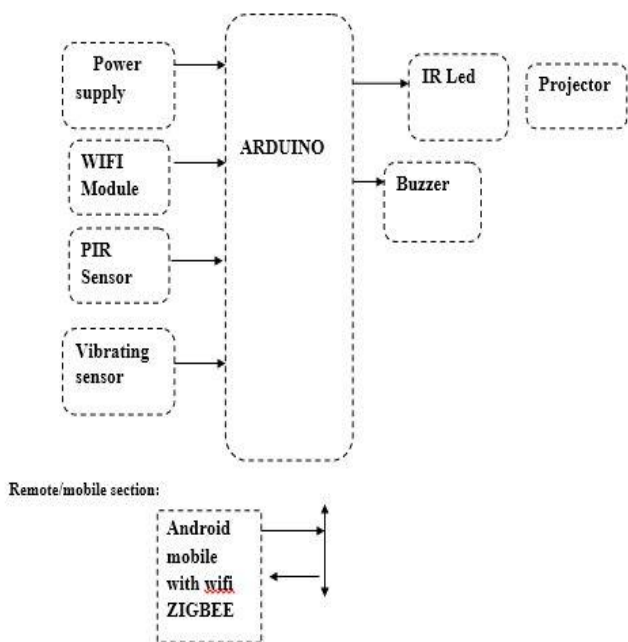 Power
supply
WIFI
Module
PIR
Sensor
Vibrating
sensor
ARDUINO
IR Led
Projector
Buzzer
Remote/mobile section:
Android
mobile
with wifi
ZIGBEE